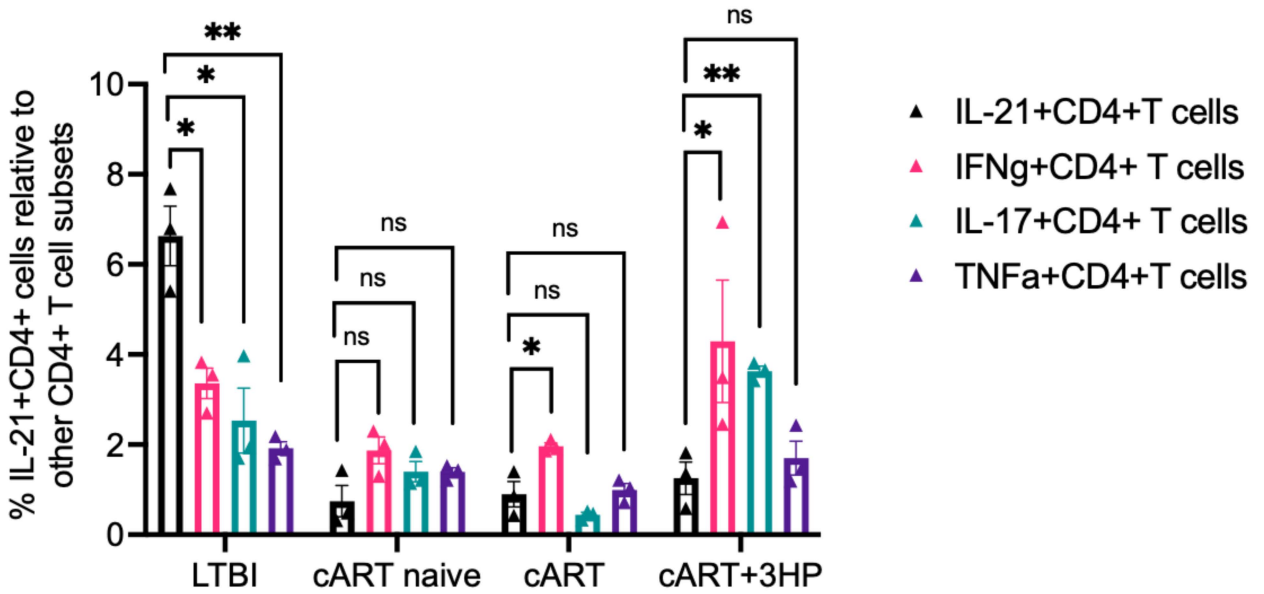 ns
**
**
*
*
*
ns
ns
ns
ns
ns
*
10
8
6
4
2
0
% IL-21+CD4+ cells relative to
other CD4+ T cell subsets
LTBI
cART naive
cART
cART+3HP
IL-21+CD4+T cells
IFNg+CD4+ T cells
IL-17+CD4+ T cells
TNFa+CD4+T cells